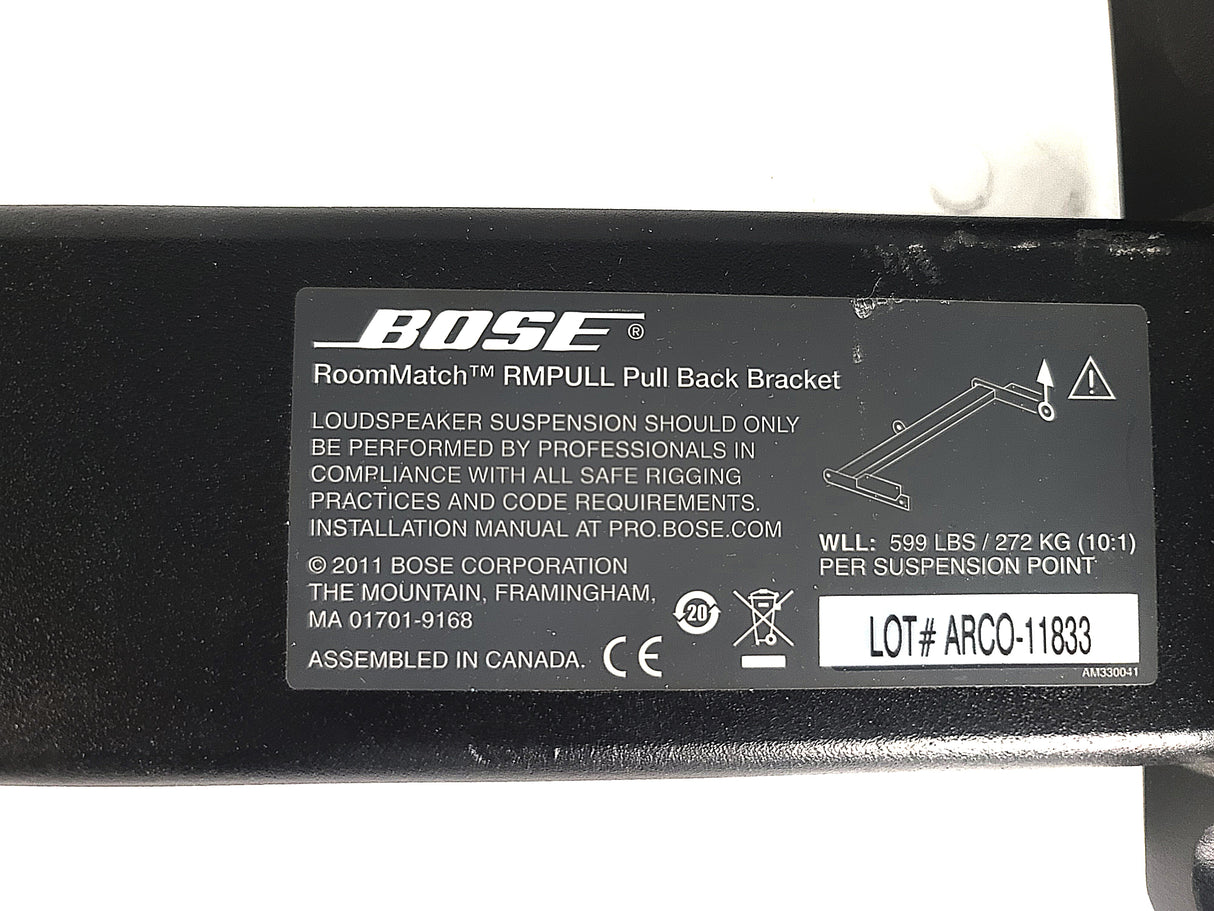 BOSE®
RoomMatch™ RMPULL Pull Back Bracket
LOUDSPEAKER SUSPENSION SHOULD ONLY
BE PERFORMED BY PROFESSIONALS IN
COMPLIANCE WITH ALL SAFE RIGGING
PRACTICES AND CODE REQUIREMENTS.
INSTALLATION MANUAL AT PRO.BOSE.COM
© 2011 BOSE CORPORATION
THE MOUNTAIN, FRAMINGHAM,
MA 01701-9168
ASSEMBLED IN CANADA.
CE
20
!
WLL: 599 LBS / 272 KG (10:1)
PER SUSPENSION POINT
LOT# ARCO-11833
AM330041